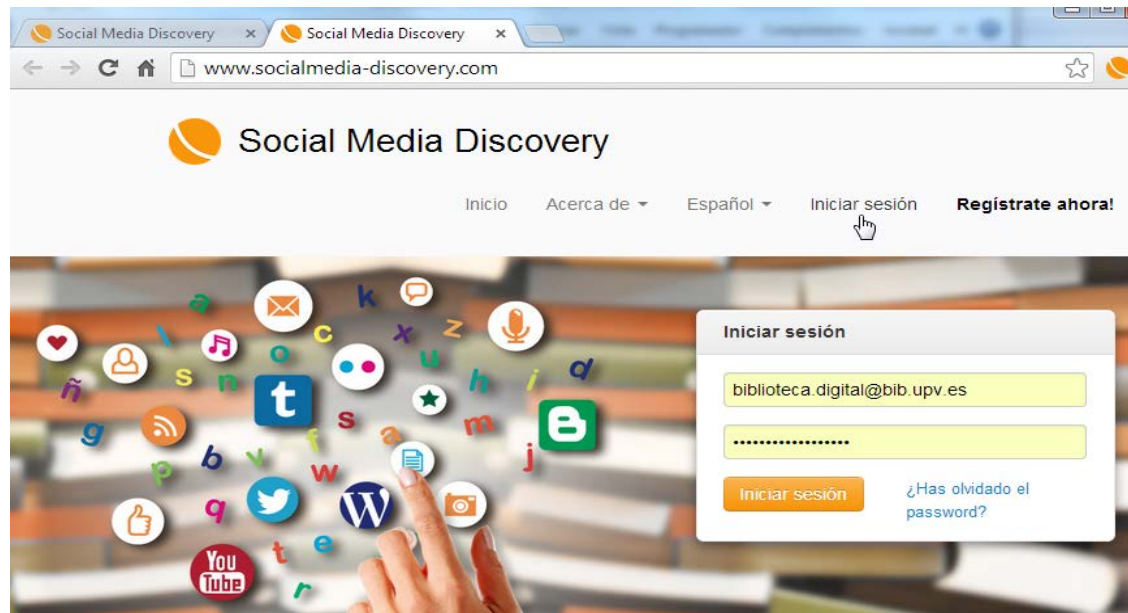 Social Media Discovery
Social Media Discovery
www.socialmedia-discovery.com
Social Media Discovery
Inicio Acerca de Español Iniciar sesión Regístrate ahora!
Iniciar sesión
biblioteca.digital@bib.upv.es
••••••••••••••••••
Iniciar sesión
¿Has olvidado el
password?
a k
\ c x z
o u
ñ s n t h i d
s
g a m B
b v f j
p w
q W
You
Tube
t e
r